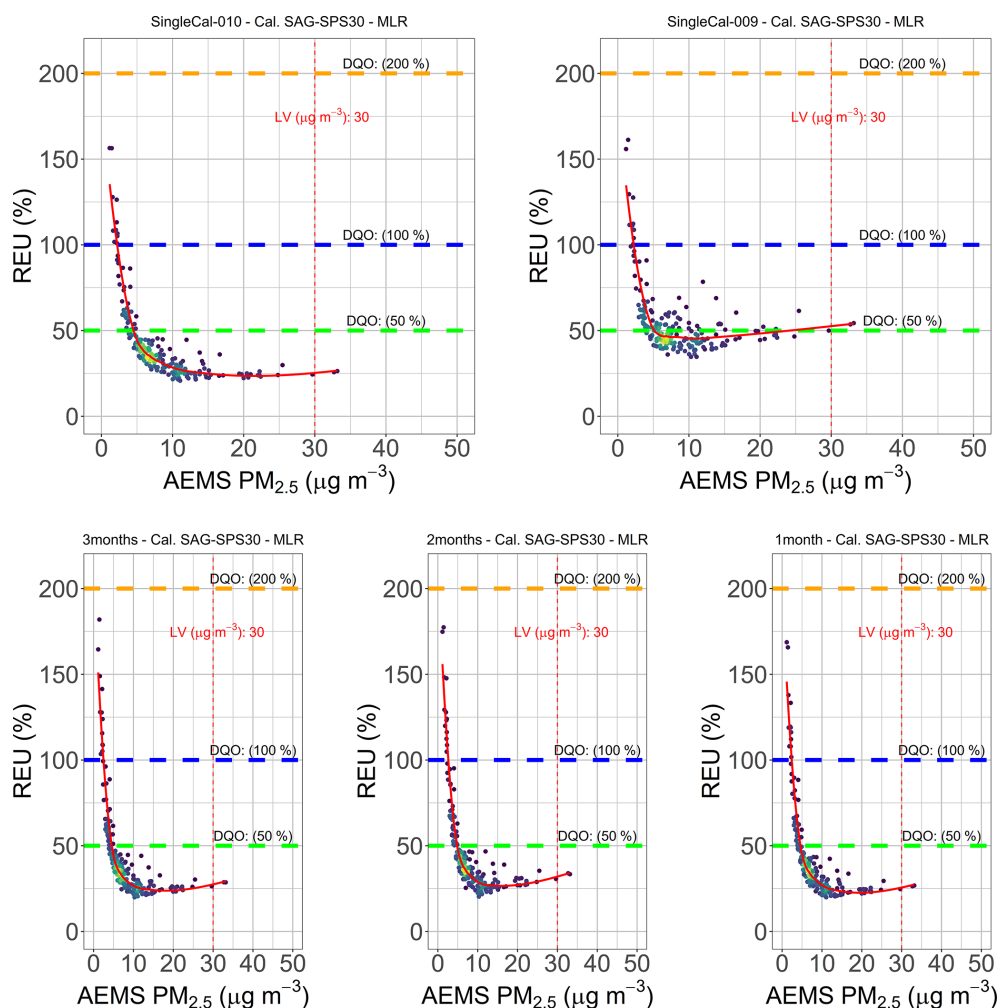 SingleCal-010 - Cal. SAG-SPS30 - MLR
REU (%)
200
150
100
50
0
DQO: (200 %)
LV (μg m⁻³): 30
DQO: (100 %)
DQO: (50 %)
0 10 20 30 40 50
AEMS PM₂.₅ (μg m⁻³)
SingleCal-009 - Cal. SAG-SPS30 - MLR
REU (%)
200
150
100
50
0
DQO: (200 %)
LV (μg m⁻³): 30
DQO: (100 %)
DQO: (50 %)
0 10 20 30 40 50
AEMS PM₂.₅ (μg m⁻³)
3months - Cal. SAG-SPS30 - MLR
REU (%)
200
150
100
50
0
DQO: (200 %)
LV (μg m⁻³): 30
DQO: (100 %)
DQO: (50 %)
0 10 20 30 40 50
AEMS PM₂.₅ (μg m⁻³)
2months - Cal. SAG-SPS30 - MLR
REU (%)
200
150
100
50
0
DQO: (200 %)
LV (μg m⁻³): 30
DQO: (100 %)
DQO: (50 %)
0 10 20 30 40 50
AEMS PM₂.₅ (μg m⁻³)
1month - Cal. SAG-SPS30 - MLR
REU (%)
200
150
100
50
0
DQO: (200 %)
LV (μg m⁻³): 30
DQO: (100 %)
DQO: (50 %)
0 10 20 30 40 50
AEMS PM₂.₅ (μg m⁻³)